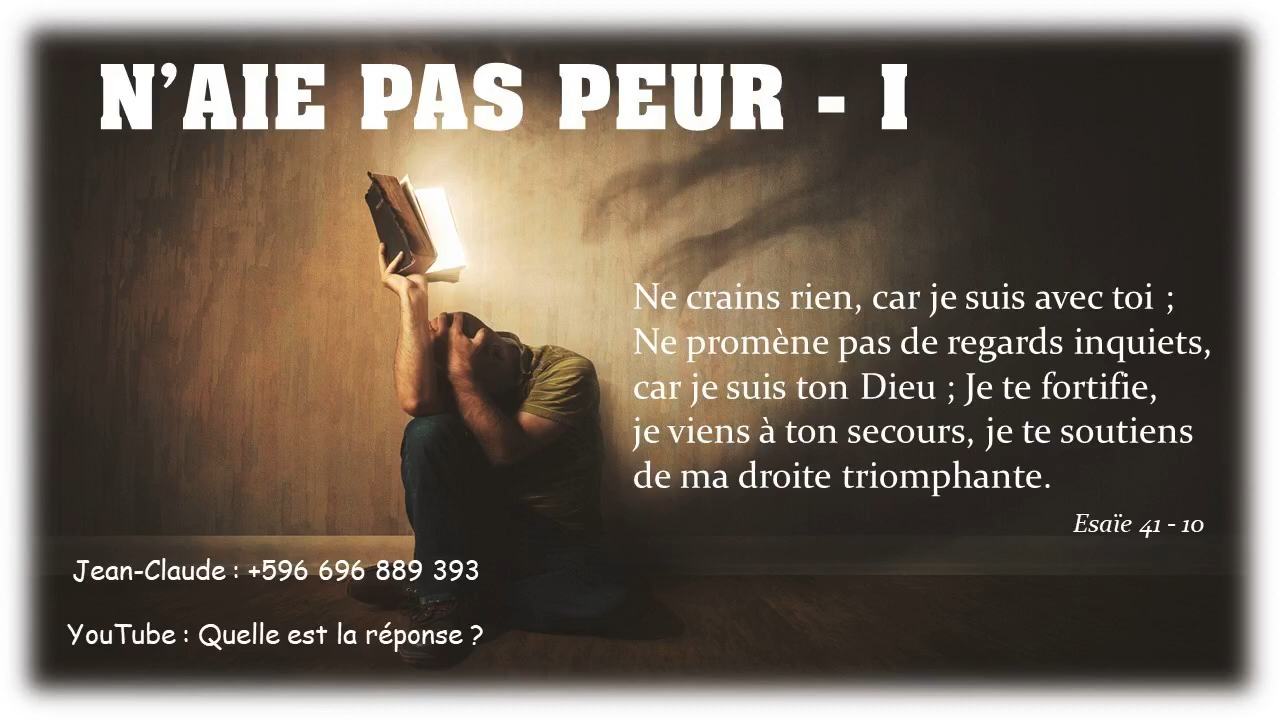 N’AIE PAS PEUR - I
Ne crains rien, car je suis avec toi ;
Ne promène pas de regards inquiets,
car je suis ton Dieu ; Je te fortifie,
je viens à ton secours, je te soutiens
de ma droite triomphante.
Esaïe 41 - 10
Jean-Claude : +596 696 889 393
YouTube : Quelle est la réponse ?